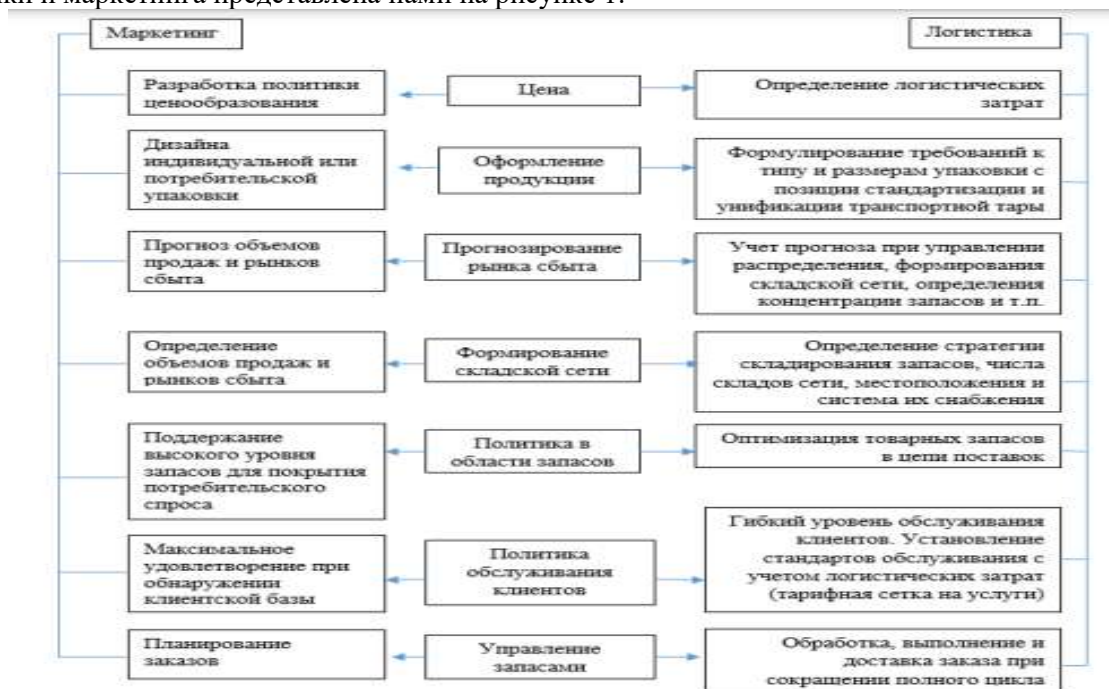 ки и маркетинга представлена нами на рисунке 1.
Маркетинг
Логистика
Разработка политики
ценообразования
Цена
Определение логистических
затрат
Дизайна
индивидуальной или
потребительской
упаковки
Оформление
продукции
Формулирование требований к
типу и размерам упаковки с
позиции стандартизации и
унификации транспортной тары
Прогноз объемов
продаж и рынков
сбыта
Прогнозирование
рынка сбыта
Учет прогноза при управлении
распределения, формирования
складской сети, определения
концентрации запасов и т.п.
Определение
объемов продаж и
рынков сбыта
Формирование
складской сети
Определение стратегии
складирования запасов, числа
складов сети, местоположения и
система их снабжения
Поддержание
высокого уровня
запасов для покрытия
потребительского
спроса
Политика в
области запасов
Оптимизация товарных запасов
в цепи поставок
Максимальное
удовлетворение при
обнаружении
клиентской базы
Политика
обслуживания
клиентов
Гибкий уровень обслуживания
клиентов. Установление
стандартов обслуживания с
учетом логистических затрат
(тарифная сетка на услуги)
Планирование
заказов
Управление
запасами
Обработка, выполнение и
доставка заказа при
сокращении полного цикла